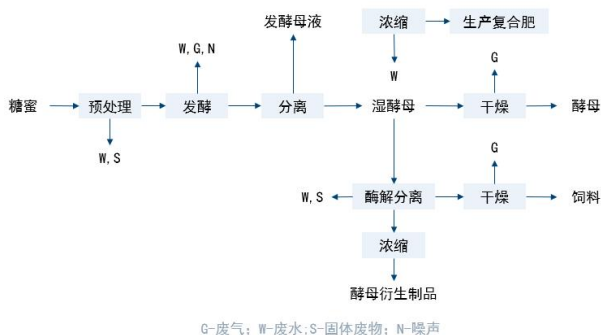 发酵母液
浓缩
生产复合肥
W,G,N
W
G
糖蜜
预处理
发酵
分离
湿酵母
干燥
酵母
W,S
G
W,S
酶解分离
干燥
饲料
浓缩
酵母衍生制品
G-废气；W-废水;S-固体废物；N-噪声